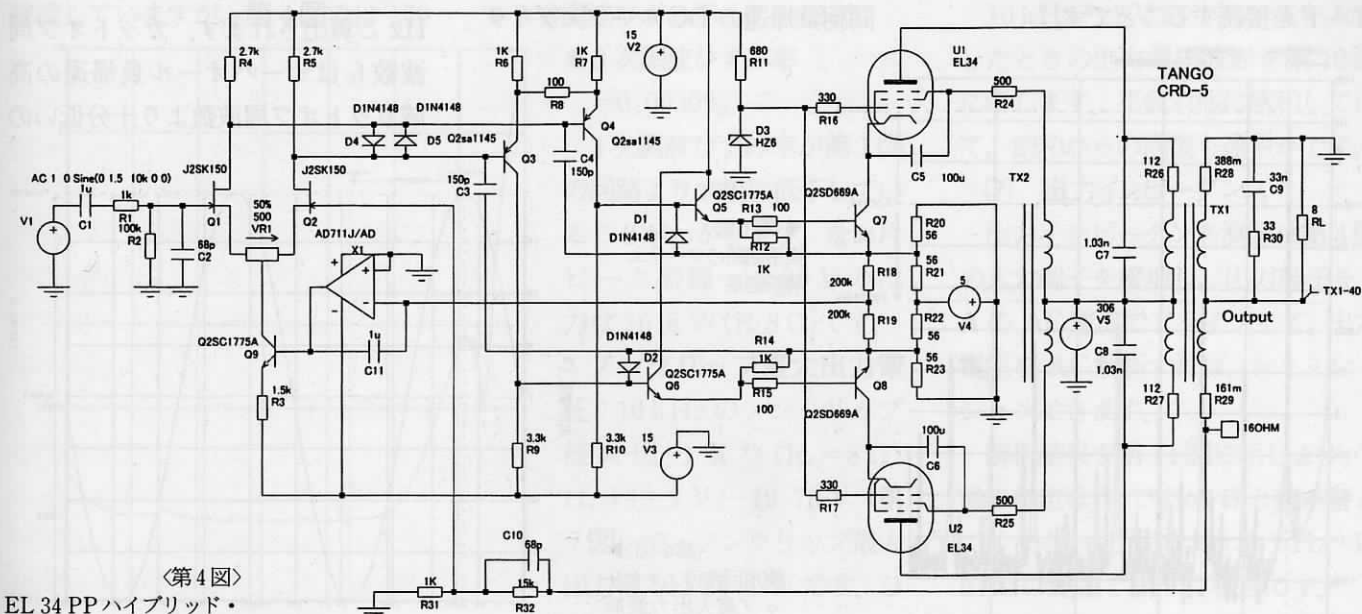 2.7k
R4
2.7k
R5
1K
R6
1K
R7
15
V2
680
R11
U1
EL34
500
R24
TANGO
CRD-5
100
R8
D1N4148
D1N4148
D4
D5
Q2sa1145
Q3
Q4
Q2sa1145
330
R16
D3
HZ6
C5
100u
TX2
112
R26
388m
R28
33n
C9
AC 1 0 Sine(0 1.5 10k 0 0)
1u
V1
C1
1k
R1
100k
R2
68p
C2
J2SK150
Q1
50%
500
VR1
J2SK150
Q2
150p
C3
C4
150p
Q2SC1775A
Q5
R13
100
R12
1K
Q2SD669A
Q7
R20
56
56
R21
5
V4
1.03n
C7
TX1
33
R30
8
RL
AD711J/AD
X1
D1
D1N4148
R18
200k
200k
R19
R22
56
R23
306
V5
C8
1.03n
TX1-40
Output
Q2SC1775A
Q9
1u
C11
1.5k
R3
D1N4148
D2
Q2SC1775A
Q6
R14
1K
R15
100
Q8
Q2SD669A
112
R27
161m
R29
16OHM
3.3k
R9
3.3k
R10
15
V3
100u
C6
330
R17
500
R25
U2
EL34
〈第4図〉
EL 34 PPハイブリッド・
1K
R31
C10
68p
15k
R32